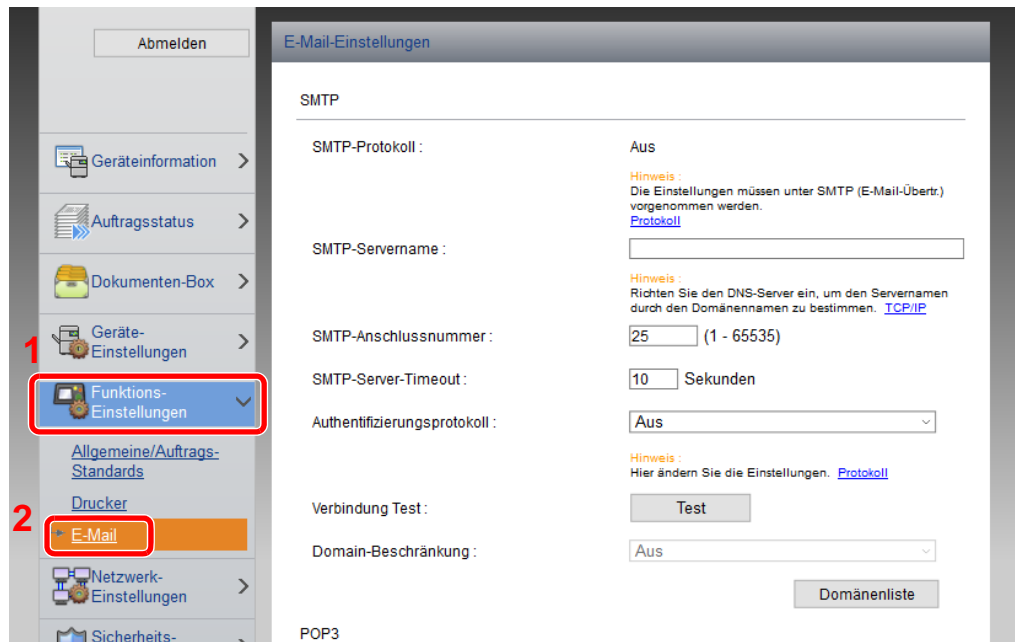 Abmelden
Geräteinformation
Auftragsstatus
Dokumenten-Box
1
Geräte-
Einstellungen
Funktions-
Einstellungen
Allgemeine/Auftrags-
Standards
Drucker
2
E-Mail
Netzwerk-
Einstellungen
Sicherheits-
E-Mail-Einstellungen
SMTP
SMTP-Protokoll : Aus
Hinweis :
Die Einstellungen müssen unter SMTP (E-Mail-Übertr.)
vorgenommen werden.
Protokoll
SMTP-Servername :
Hinweis :
Richten Sie den DNS-Server ein, um den Servernamen
durch den Domänennamen zu bestimmen. TCP/IP
SMTP-Anschlussnummer : 25 (1 - 65535)
SMTP-Server-Timeout : 10 Sekunden
Authentifizierungsprotokoll : Aus
Hinweis :
Hier ändern Sie die Einstellungen. Protokoll
Verbindung Test : Test
Domain-Beschränkung : Aus
Domänenliste
POP3